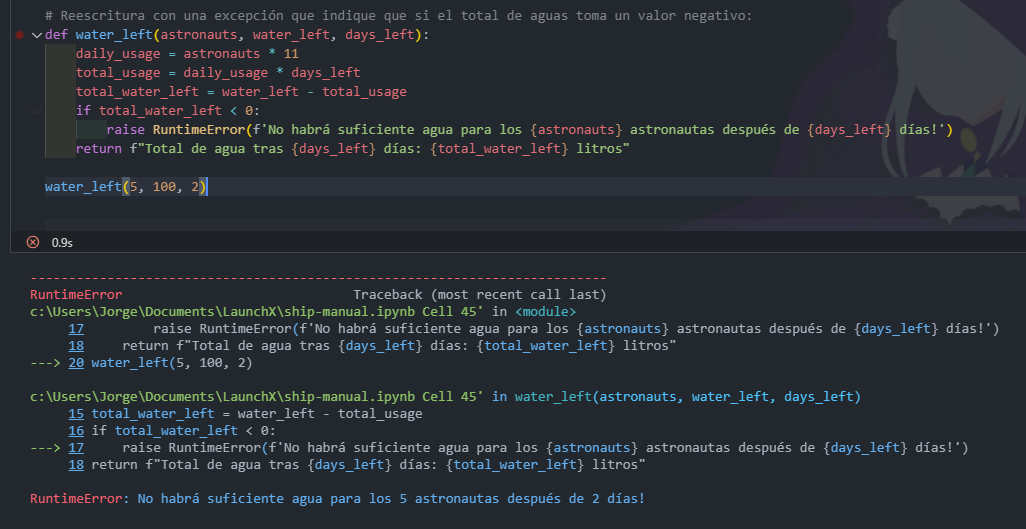 # Reescritura con una excepción que indique que si el total de aguas toma un valor negativo:
def water_left(astronauts, water_left, days_left):
    daily_usage = astronauts * 11
    total_usage = daily_usage * days_left
    total_water_left = water_left - total_usage
    if total_water_left < 0:
        raise RuntimeError(f'No habrá suficiente agua para los {astronauts} astronautas después de {days_left} días!')
    return f"Total de agua tras {days_left} días: {total_water_left} litros"
water_left(5, 100, 2)
0.9s
---------------------------------------------------------------------------
RuntimeError                              Traceback (most recent call last)
c:\Users\Jorge\Documents\LaunchX\ship-manual.ipynb Cell 45' in <module>
     17         raise RuntimeError(f'No habrá suficiente agua para los {astronauts} astronautas después de {days_left} días!')
     18     return f"Total de agua tras {days_left} días: {total_water_left} litros"
---> 20 water_left(5, 100, 2)
c:\Users\Jorge\Documents\LaunchX\ship-manual.ipynb Cell 45' in water_left(astronauts, water_left, days_left)
     15 total_water_left = water_left - total_usage
     16 if total_water_left < 0:
---> 17     raise RuntimeError(f'No habrá suficiente agua para los {astronauts} astronautas después de {days_left} días!')
     18 return f"Total de agua tras {days_left} días: {total_water_left} litros"
RuntimeError: No habrá suficiente agua para los 5 astronautas después de 2 días!